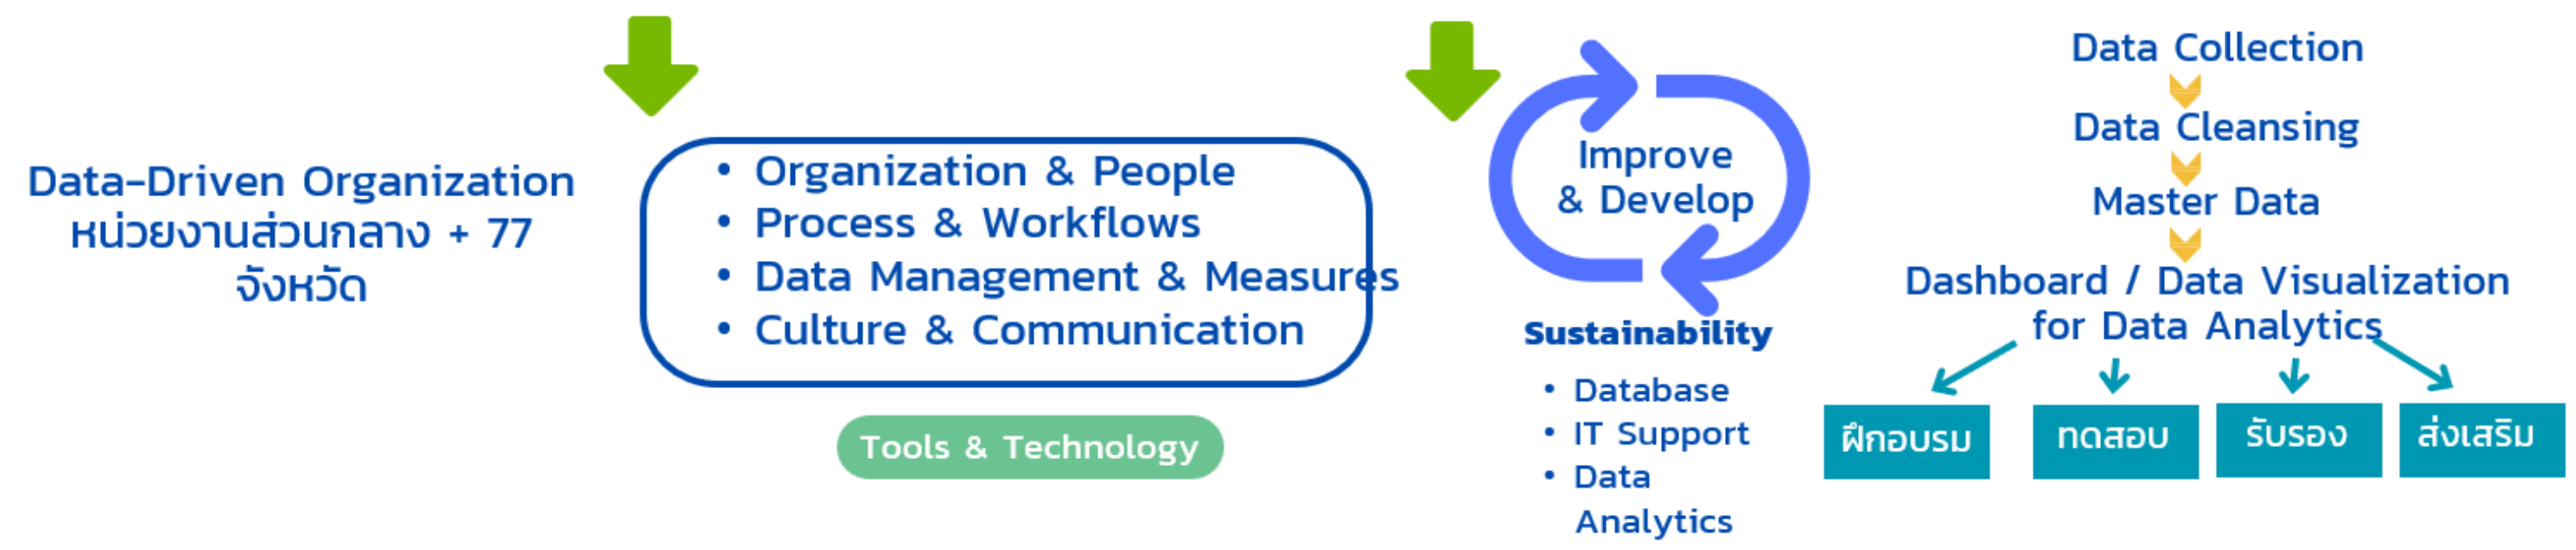 Data-Driven Organization
หน่วยงานส่วนกลาง + 77
จังหวัด
• Organization & People
• Process & Workflows
• Data Management & Measures
• Culture & Communication
Tools & Technology
Improve
& Develop
Sustainability
• Database
• IT Support
• Data
Analytics
Data Collection
Data Cleansing
Master Data
Dashboard / Data Visualization
for Data Analytics
ฝึกอบรม
ทดสอบ
รับรอง
ส่งเสริม